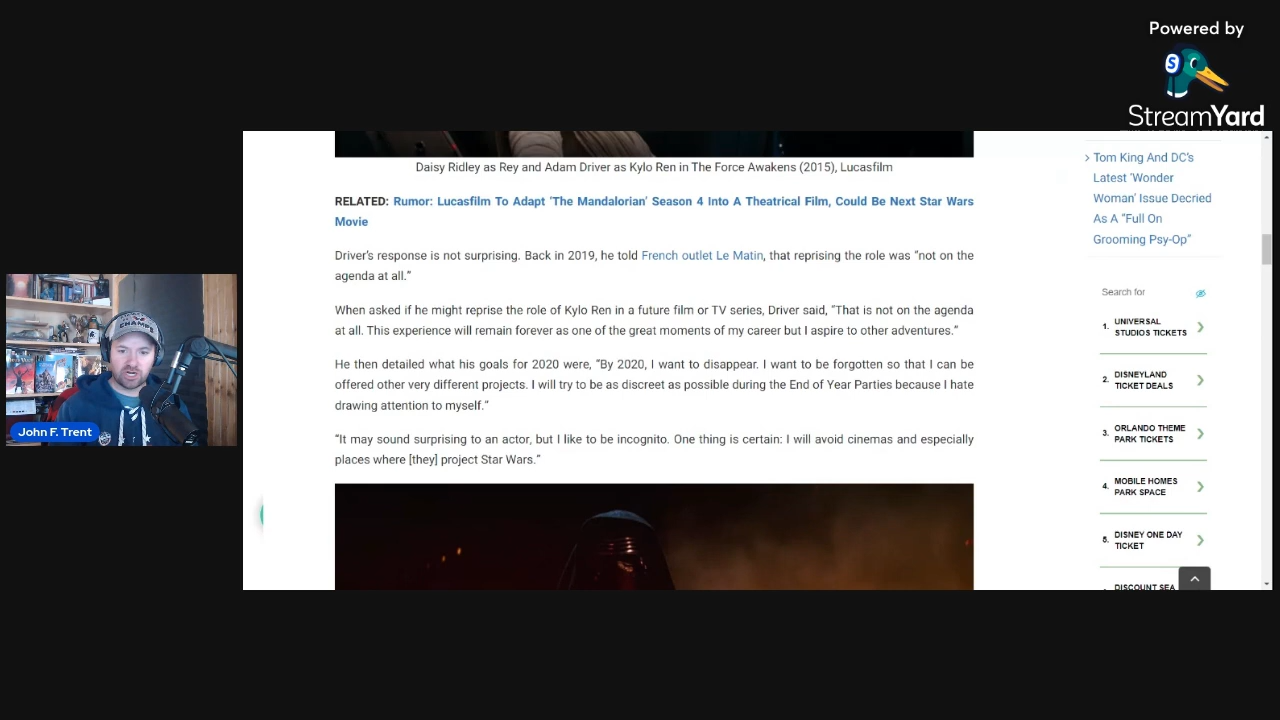 Powered by
S
StreamYard
Daisy Ridley as Rey and Adam Driver as Kylo Ren in The Force Awakens (2015), Lucasfilm
RELATED: Rumor: Lucasfilm To Adapt ‘The Mandalorian’ Season 4 Into A Theatrical Film, Could Be Next Star Wars
Movie
Driver’s response is not surprising. Back in 2019, he told French outlet Le Matin, that reprising the role was “not on the
agenda at all.”
When asked if he might reprise the role of Kylo Ren in a future film or TV series, Driver said, “That is not on the agenda
at all. This experience will remain forever as one of the great moments of my career but I aspire to other adventures.”
He then detailed what his goals for 2020 were, “By 2020, I want to disappear. I want to be forgotten so that I can be
offered other very different projects. I will try to be as discreet as possible during the End of Year Parties because I hate
drawing attention to myself.”
“It may sound surprising to an actor, but I like to be incognito. One thing is certain: I will avoid cinemas and especially
places where [they] project Star Wars.”
Tom King And DC’s
Latest ‘Wonder
Woman’ Issue Decried
As A “Full On
Grooming Psy-Op”
Search for
1. UNIVERSAL
STUDIOS TICKETS
2. DISNEYLAND
TICKET DEALS
3. ORLANDO THEME
PARK TICKETS
4. MOBILE HOMES
PARK SPACE
5. DISNEY ONE DAY
TICKET
DISCOUNT SEA
CHAMPS
John F. Trent